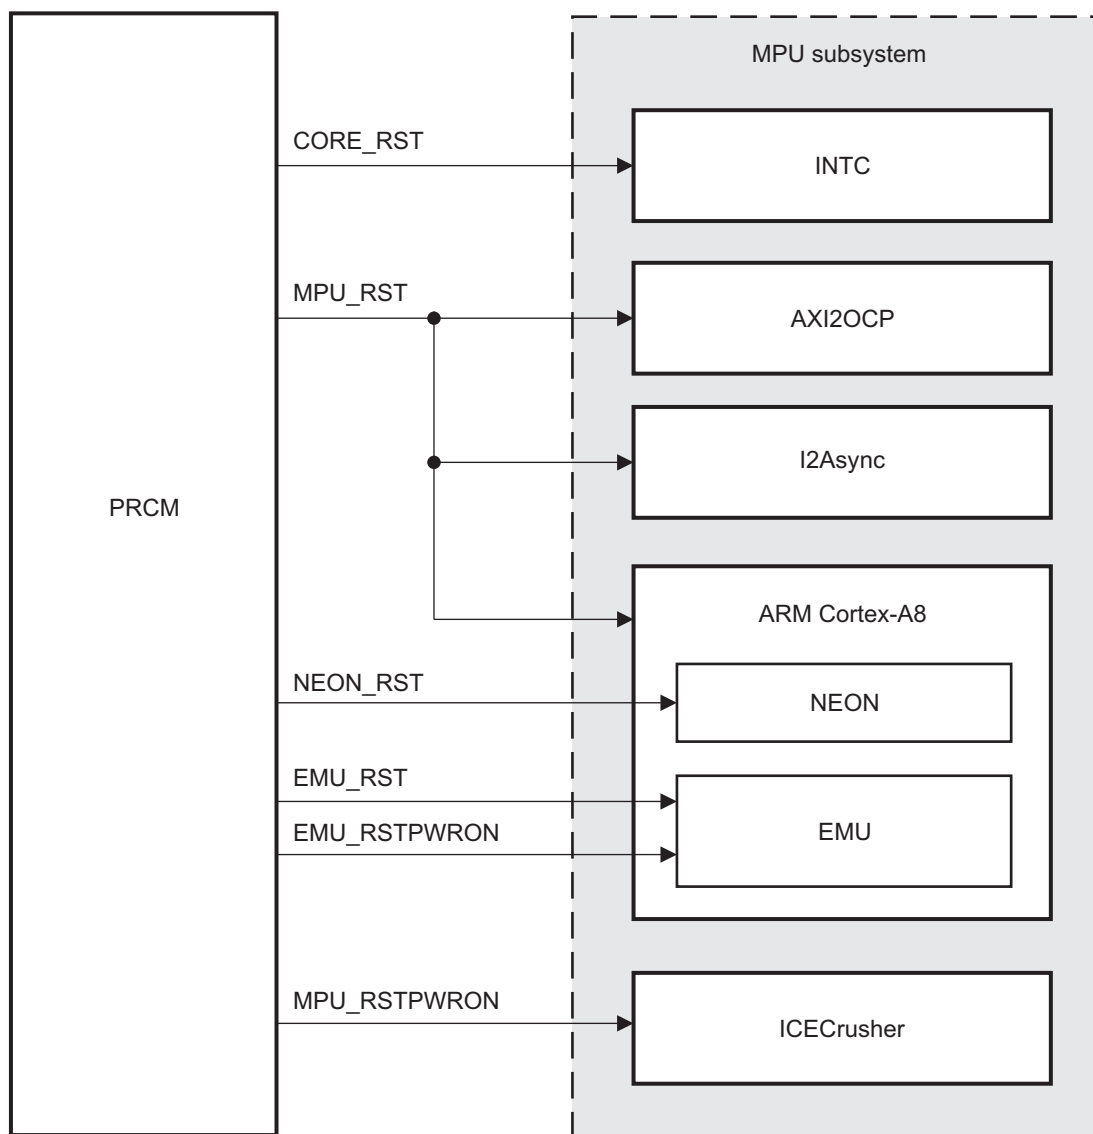 MPU subsystem
CORE_RST
INTC
MPU_RST
AXI2OCP
I2Async
PRCM
ARM Cortex-A8
NEON_RST
NEON
EMU_RST
EMU_RSTPWRON
EMU
MPU_RSTPWRON
ICECrusher